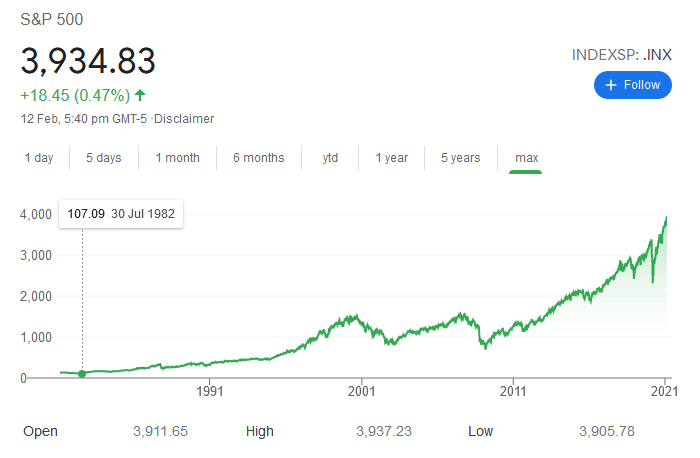 S&P 500
3,934.83
INDEXSP: .INX
+18.45 (0.47%) ↑
+ Follow
12 Feb, 5:40 pm GMT-5 ·Disclaimer
1 day 5 days 1 month 6 months ytd 1 year 5 years max
4,000
107.09 30 Jul 1982
3,000
2,000
1,000
0
1991 2001 2011 2021
Open 3,911.65 High 3,937.23 Low 3,905.78